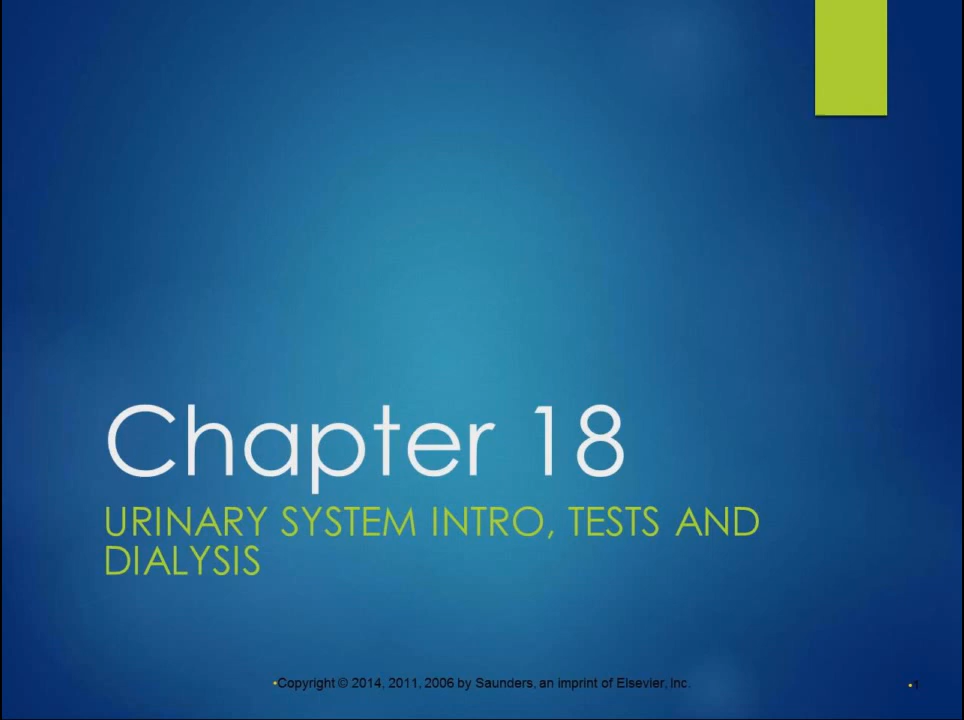 Chapter 18
URINARY SYSTEM INTRO, TESTS AND
DIALYSIS
•Copyright © 2014, 2011, 2006 by Saunders, an imprint of Elsevier, Inc.
•1